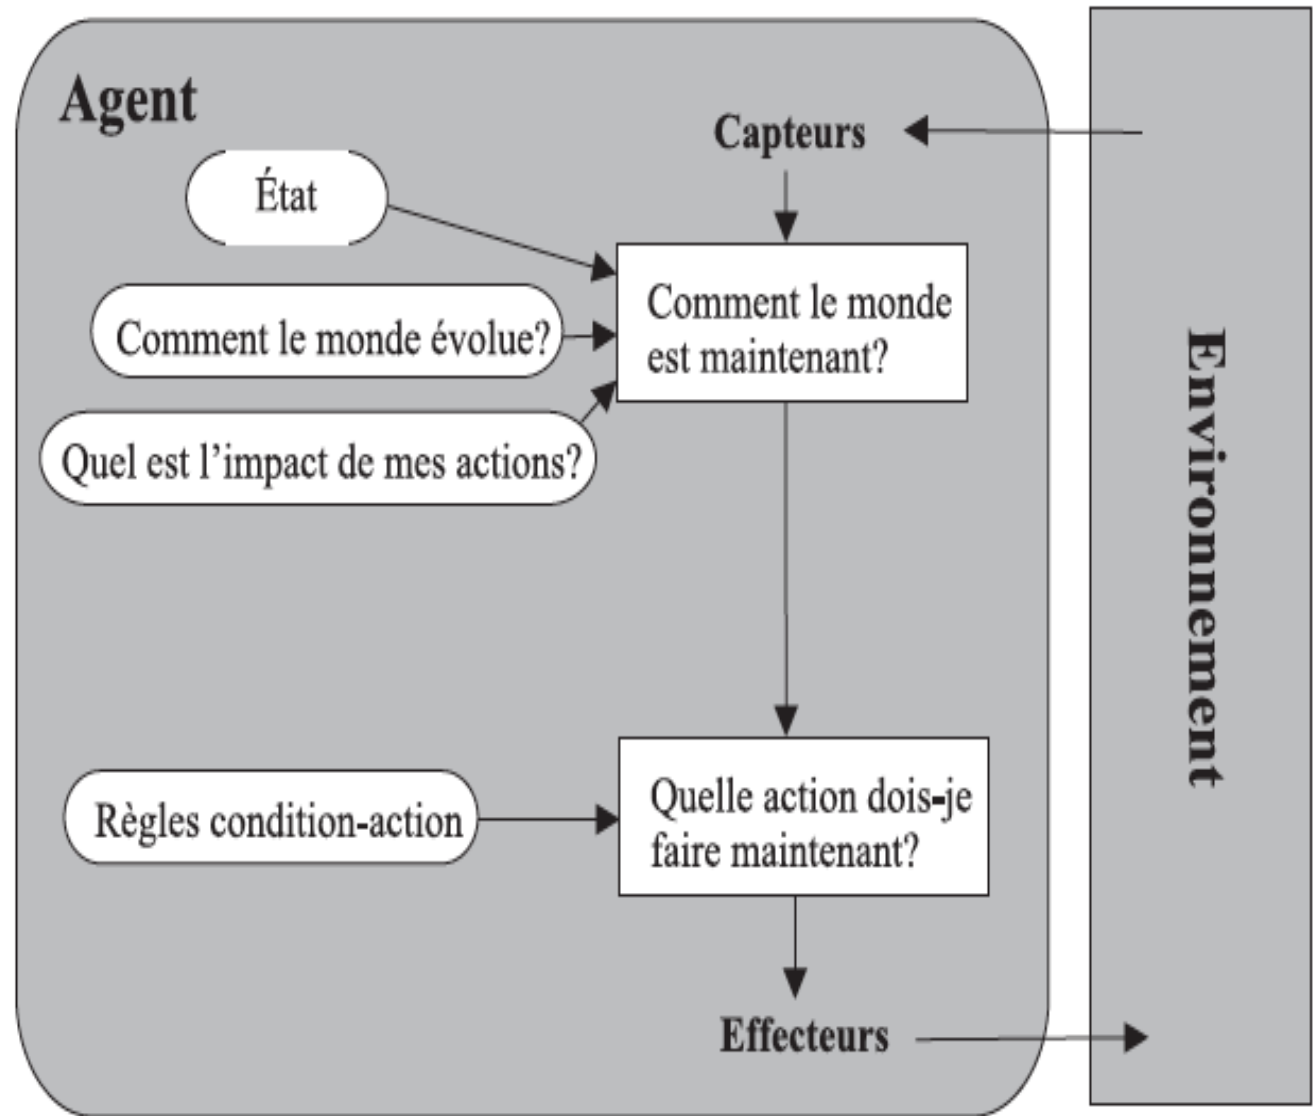 Agent
Capteurs
État
Comment le monde
est maintenant?
Comment le monde évolue?
Quel est l’impact de mes actions?
Règles condition-action
Quelle action dois-je
faire maintenant?
Effecteurs
Environnement